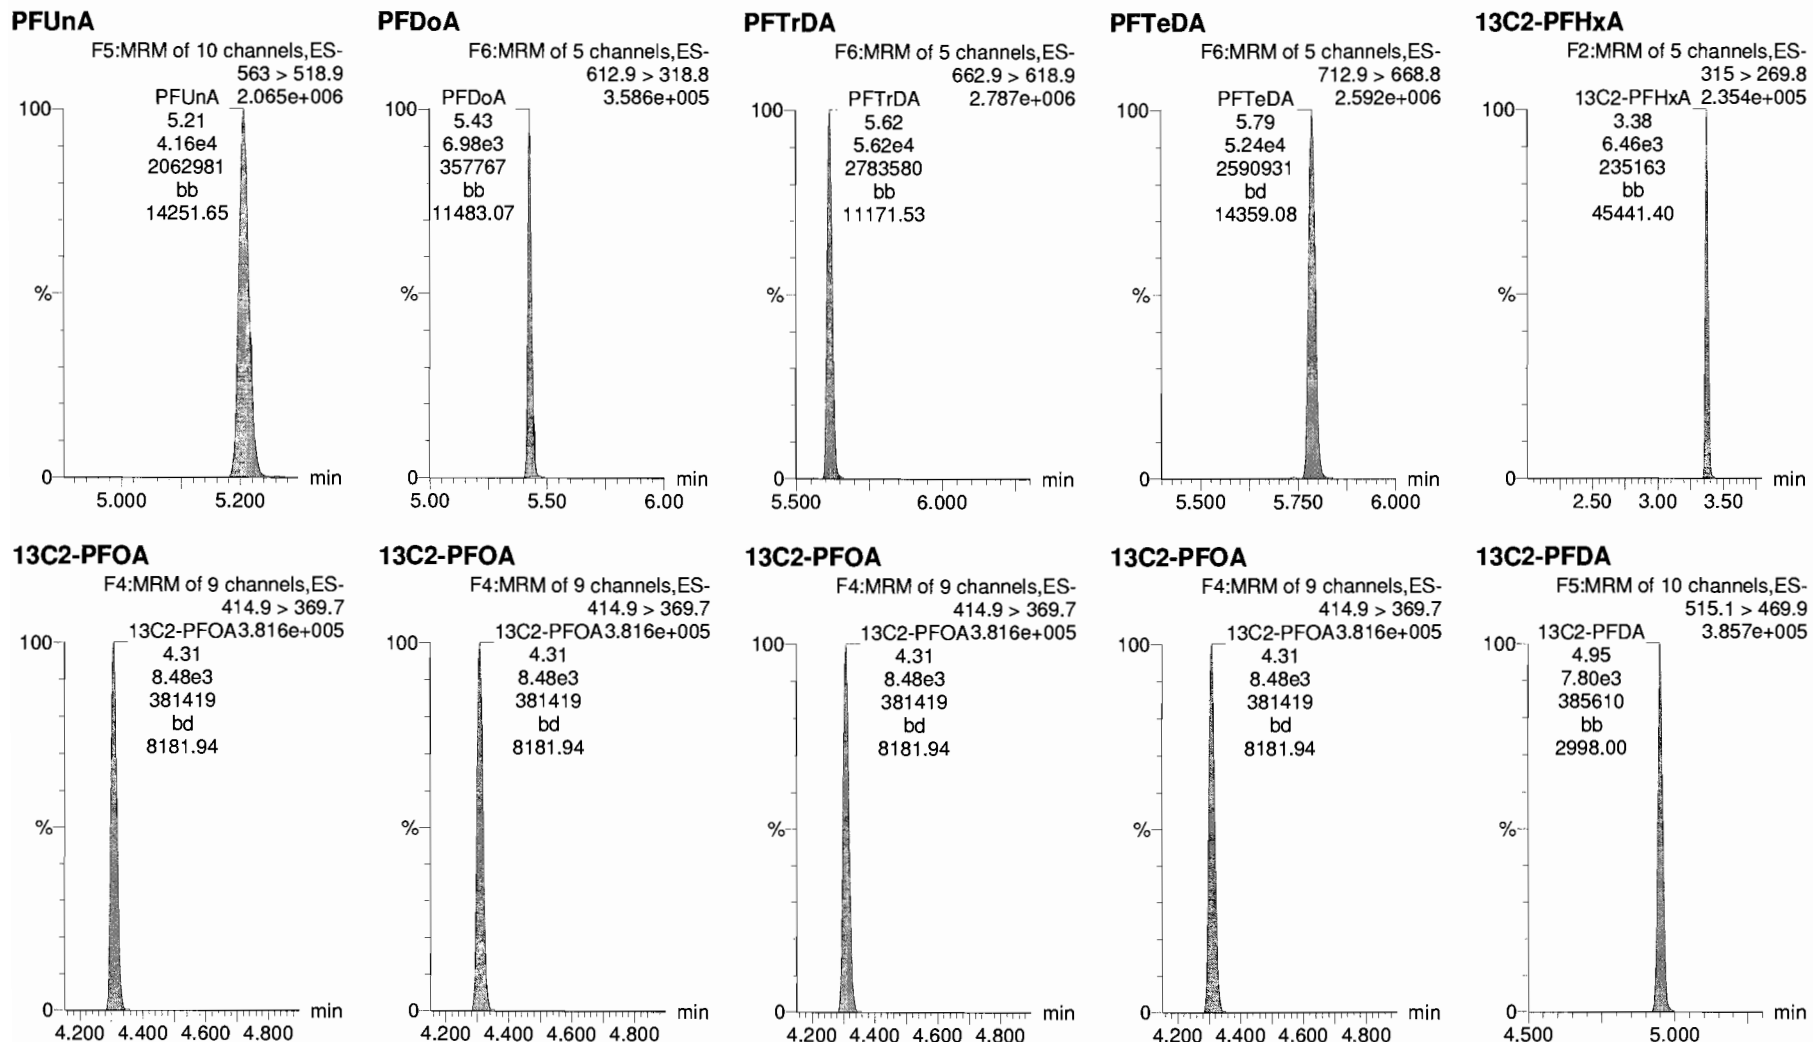 PFUnA
F5:MRM of 10 channels,ES-
563 > 518.9
PFUnA 2.065e+006
5.21
4.16e4
2062981
bb
14251.65
100
%
0
min
5.000 5.200
PFDoA
F6:MRM of 5 channels,ES-
612.9 > 318.8
PFDoA 3.586e+005
5.43
6.98e3
357767
bb
11483.07
100
%
0
min
5.00 5.50 6.00
PFTrDA
F6:MRM of 5 channels,ES-
662.9 > 618.9
PFTrDA 2.787e+006
5.62
5.62e4
2783580
bb
11171.53
100
%
0
min
5.500 6.000
PFTeDA
F6:MRM of 5 channels,ES-
712.9 > 668.8
PFTeDA 2.592e+006
5.79
5.24e4
2590931
bd
14359.08
100
%
0
min
5.500 5.750 6.000
13C2-PFHxA
F2:MRM of 5 channels,ES-
315 > 269.8
13C2-PFHxA 2.354e+005
3.38
6.46e3
235163
bb
45441.40
100
%
0
min
2.50 3.00 3.50
13C2-PFOA
F4:MRM of 9 channels,ES-
414.9 > 369.7
13C2-PFOA3.816e+005
4.31
8.48e3
381419
bd
8181.94
100
%
0
min
4.200 4.400 4.600 4.800
13C2-PFOA
F4:MRM of 9 channels,ES-
414.9 > 369.7
13C2-PFOA3.816e+005
4.31
8.48e3
381419
bd
8181.94
100
%
0
min
4.200 4.400 4.600 4.800
13C2-PFOA
F4:MRM of 9 channels,ES-
414.9 > 369.7
13C2-PFOA3.816e+005
4.31
8.48e3
381419
bd
8181.94
100
%
0
min
4.200 4.400 4.600 4.800
13C2-PFOA
F4:MRM of 9 channels,ES-
414.9 > 369.7
13C2-PFOA3.816e+005
4.31
8.48e3
381419
bd
8181.94
100
%
0
min
4.200 4.400 4.600 4.800
13C2-PFDA
F5:MRM of 10 channels,ES-
515.1 > 469.9
13C2-PFDA 3.857e+005
4.95
7.80e3
385610
bb
2998.00
100
%
0
min
4.500 5.000